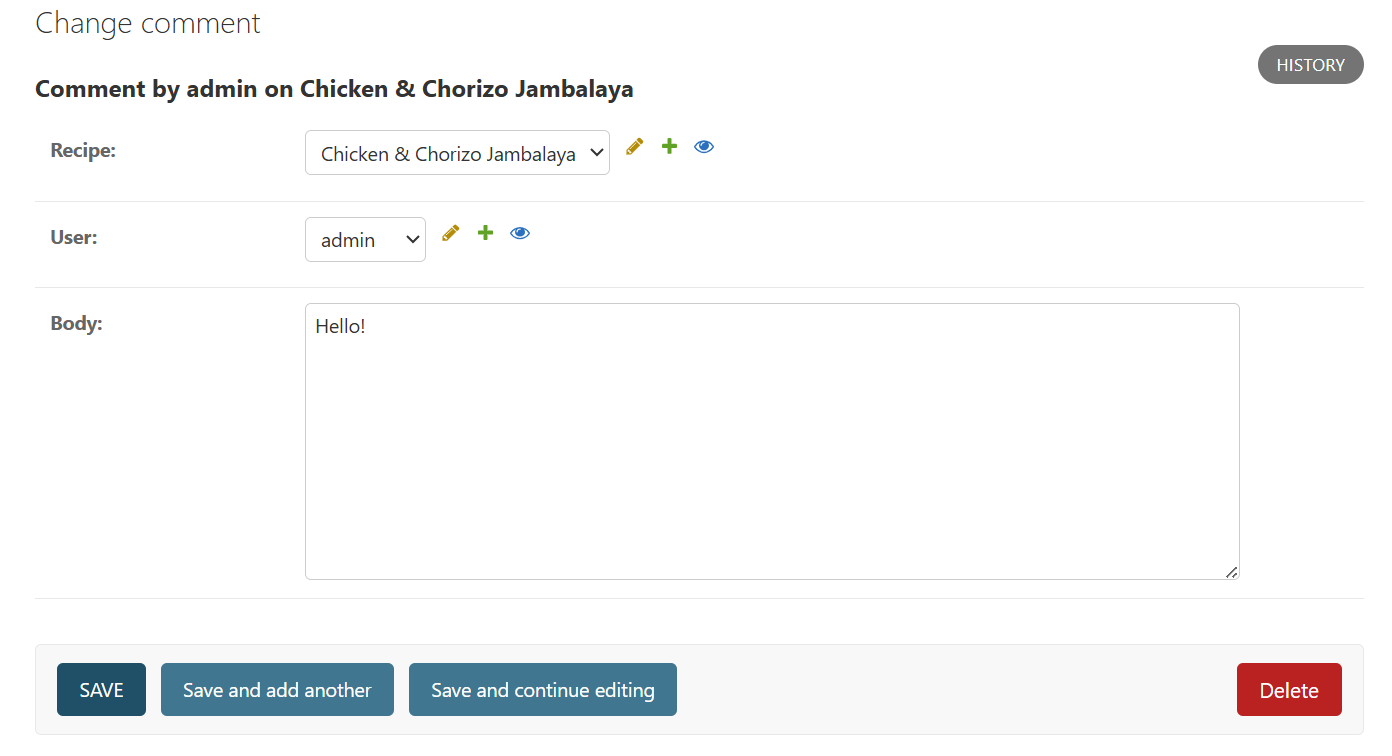 Change comment
HISTORY
Comment by admin on Chicken & Chorizo Jambalaya
Recipe:
Chicken & Chorizo Jambalaya
User:
admin
Body:
Hello!
SAVE
Save and add another
Save and continue editing
Delete